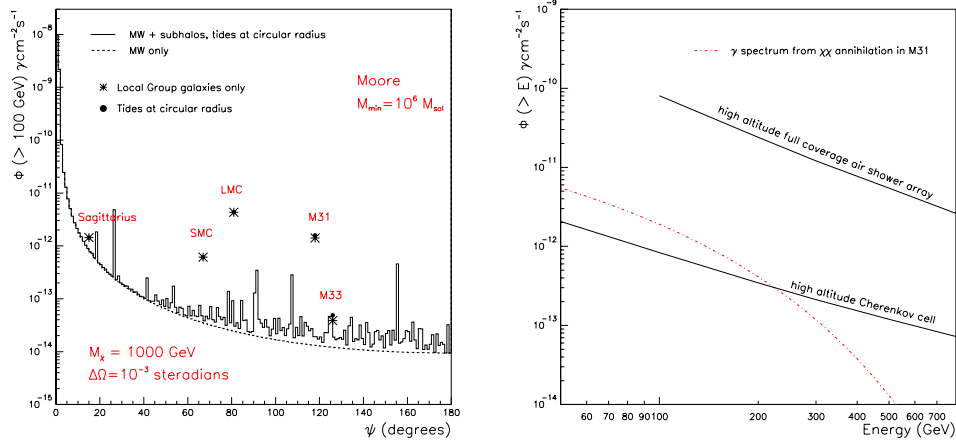 Φ (> 100 GeV) γcm⁻²s⁻¹
10⁻⁸
10⁻⁹
10⁻¹⁰
10⁻¹¹
10⁻¹²
10⁻¹³
10⁻¹⁴
10⁻¹⁵
MW + subhalos, tides at circular radius
MW only
Local Group galaxies only
Tides at circular radius
Moore
Mmin=10⁶ Msol
LMC
Sagittarius
SMC
M31
M33
Mχ = 1000 GeV
ΔΩ=10⁻³ steradians
0 20 40 60 80 100 120 140 160 180
ψ (degrees)
Φ (> E) γcm⁻²s⁻¹
10⁻⁹
10⁻¹⁰
10⁻¹¹
10⁻¹²
10⁻¹³
10⁻¹⁴
γ spectrum from χχ annihilation in M31
high altitude full coverage air shower array
high altitude Cherenkov cell
60 70 80 90 100 200 300 400 500 600 700
Energy (GeV)